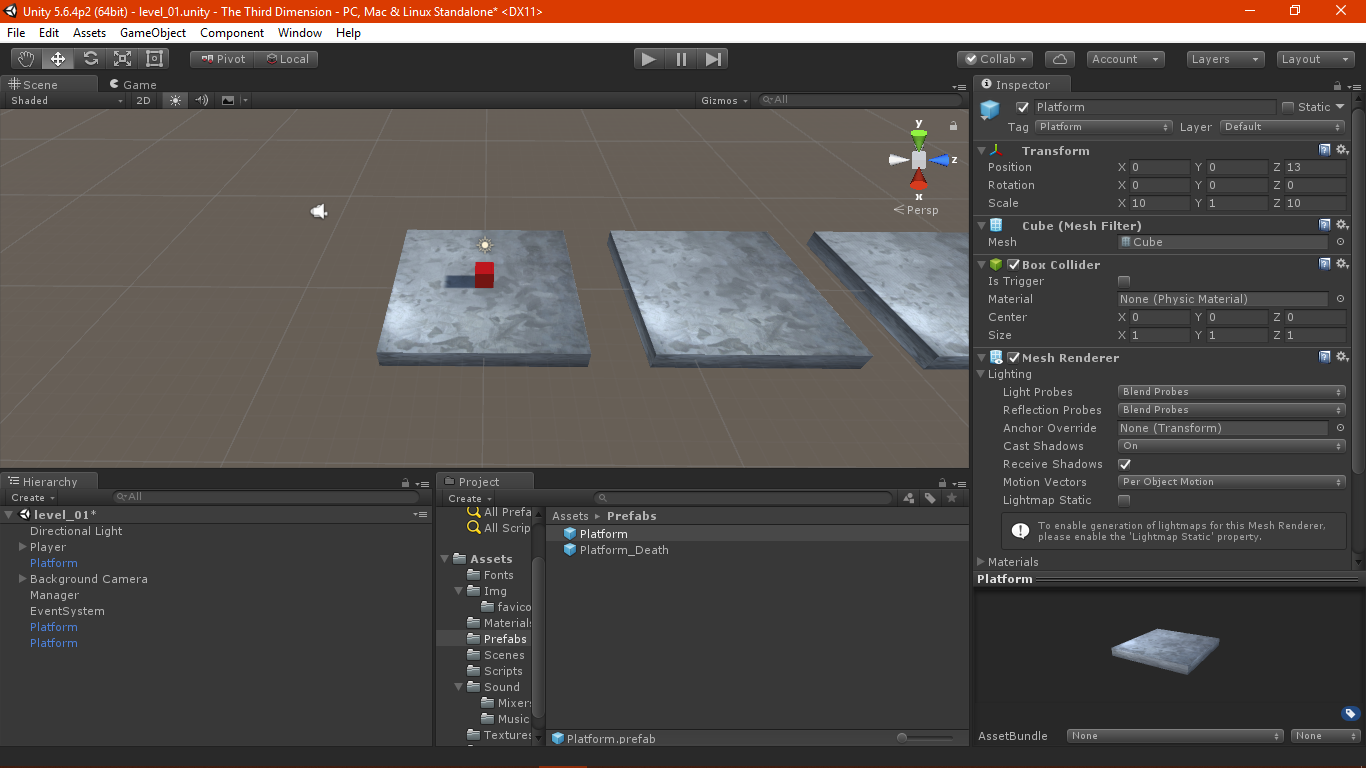 Unity 5.6.4p2 (64bit) - level_01.unity - The Third Dimension - PC, Mac & Linux Standalone* <DX11>
File Edit Assets GameObject Component Window Help
Pivot Local Collab Account Layers Layout
Scene Game
Shaded 2D Gizmos All
y
z
x
Persp
Inspector
Platform Static
Tag Platform Layer Default
Transform
Position X 0 Y 0 Z 13
Rotation X 0 Y 0 Z 0
Scale X 10 Y 1 Z 10
Cube (Mesh Filter)
Mesh Cube
Box Collider
Is Trigger
Material None (Physic Material)
Center X 0 Y 0 Z 0
Size X 1 Y 1 Z 1
Mesh Renderer
Lighting
Light Probes Blend Probes
Reflection Probes Blend Probes
Anchor Override None (Transform)
Cast Shadows On
Receive Shadows
Motion Vectors Per Object Motion
Lightmap Static
To enable generation of lightmaps for this Mesh Renderer,
please enable the 'Lightmap Static' property.
Materials
Platform
AssetBundle None None
Hierarchy
Create All
level_01*
Directional Light
Player
Platform
Background Camera
Manager
EventSystem
Platform
Platform
Project
Create
All Prefa
All Scrip
Assets
Fonts
Img
favico
Materials
Prefabs
Scenes
Scripts
Sound
Mixers
Music
Textures
Assets Prefabs
Platform
Platform_Death
Platform.prefab